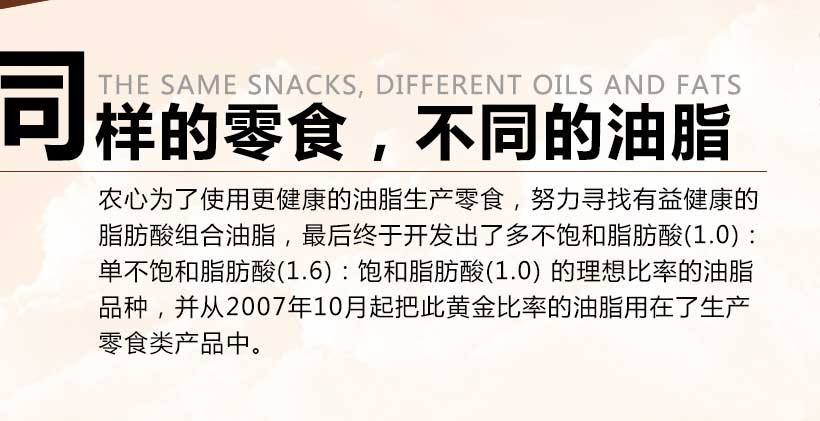 THE SAME SNACKS, DIFFERENT OILS AND FATS
同样的零食，不同的油脂
农心为了使用更健康的油脂生产零食，努力寻找有益健康的
脂肪酸组合油脂，最后终于开发出了多不饱和脂肪酸(1.0)：
单不饱和脂肪酸(1.6)：饱和脂肪酸(1.0) 的理想比率的油脂
品种，并从2007年10月起把此黄金比率的油脂用在了生产
零食类产品中。